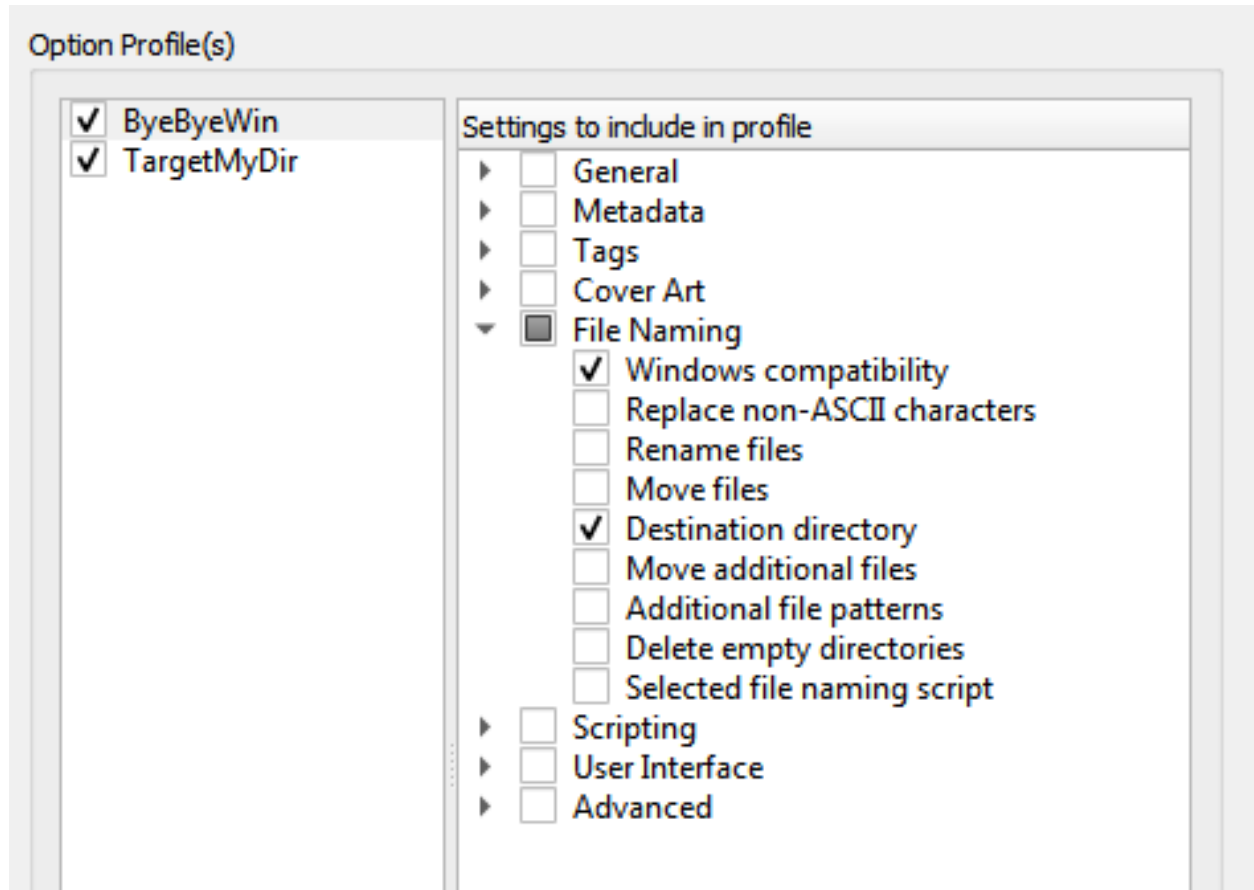 Option Profile(s)
ByeByeWin
TargetMyDir
Settings to include in profile
General
Metadata
Tags
Cover Art
File Naming
Windows compatibility
Replace non-ASCII characters
Rename files
Move files
Destination directory
Move additional files
Additional file patterns
Delete empty directories
Selected file naming script
Scripting
User Interface
Advanced